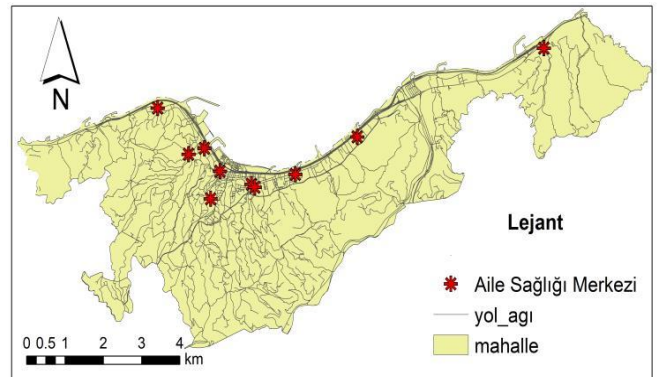 N
Lejant
Aile Sağlığı Merkezi
yol_agı
mahalle
0 0.5 1 2 3 4
km